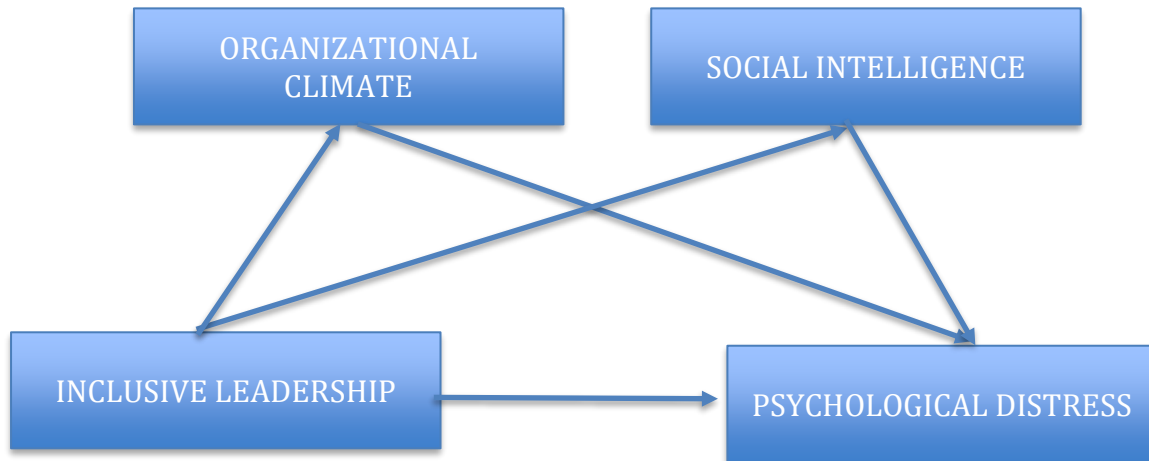 ORGANIZATIONAL
CLIMATE
SOCIAL INTELLIGENCE
INCLUSIVE LEADERSHIP
PSYCHOLOGICAL DISTRESS